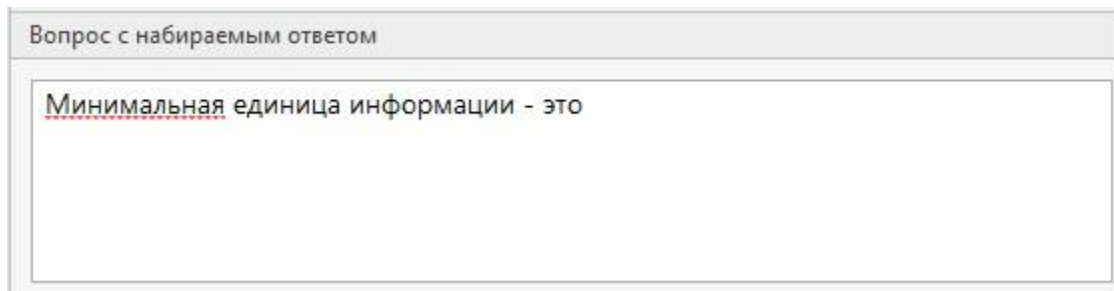 Вопрос с набираемым ответом
Минимальная единица информации - это